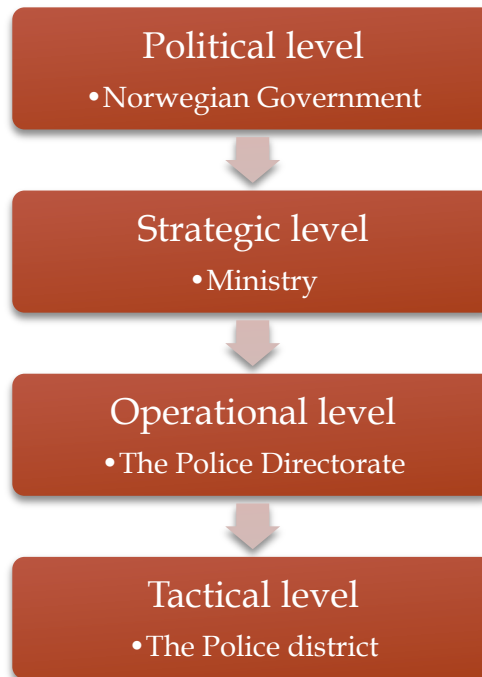 Political level
•Norwegian Government
Strategic level
•Ministry
Operational level
•The Police Directorate
Tactical level
•The Police district